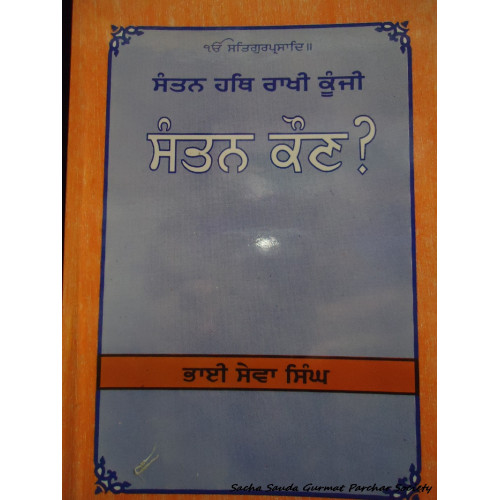 ੴ ਸਤਿਗੁਰਪ੍ਰਸਾਦਿ॥
ਸੰਤਨ ਹਥਿ ਰਾਖੀ ਕੂੰਜੀ
ਸੰਤਨ ਕੌਣ?
ਭਾਈ ਸੇਵਾ ਸਿੰਘ
Sacha Sauda Gurmat Parchar Society